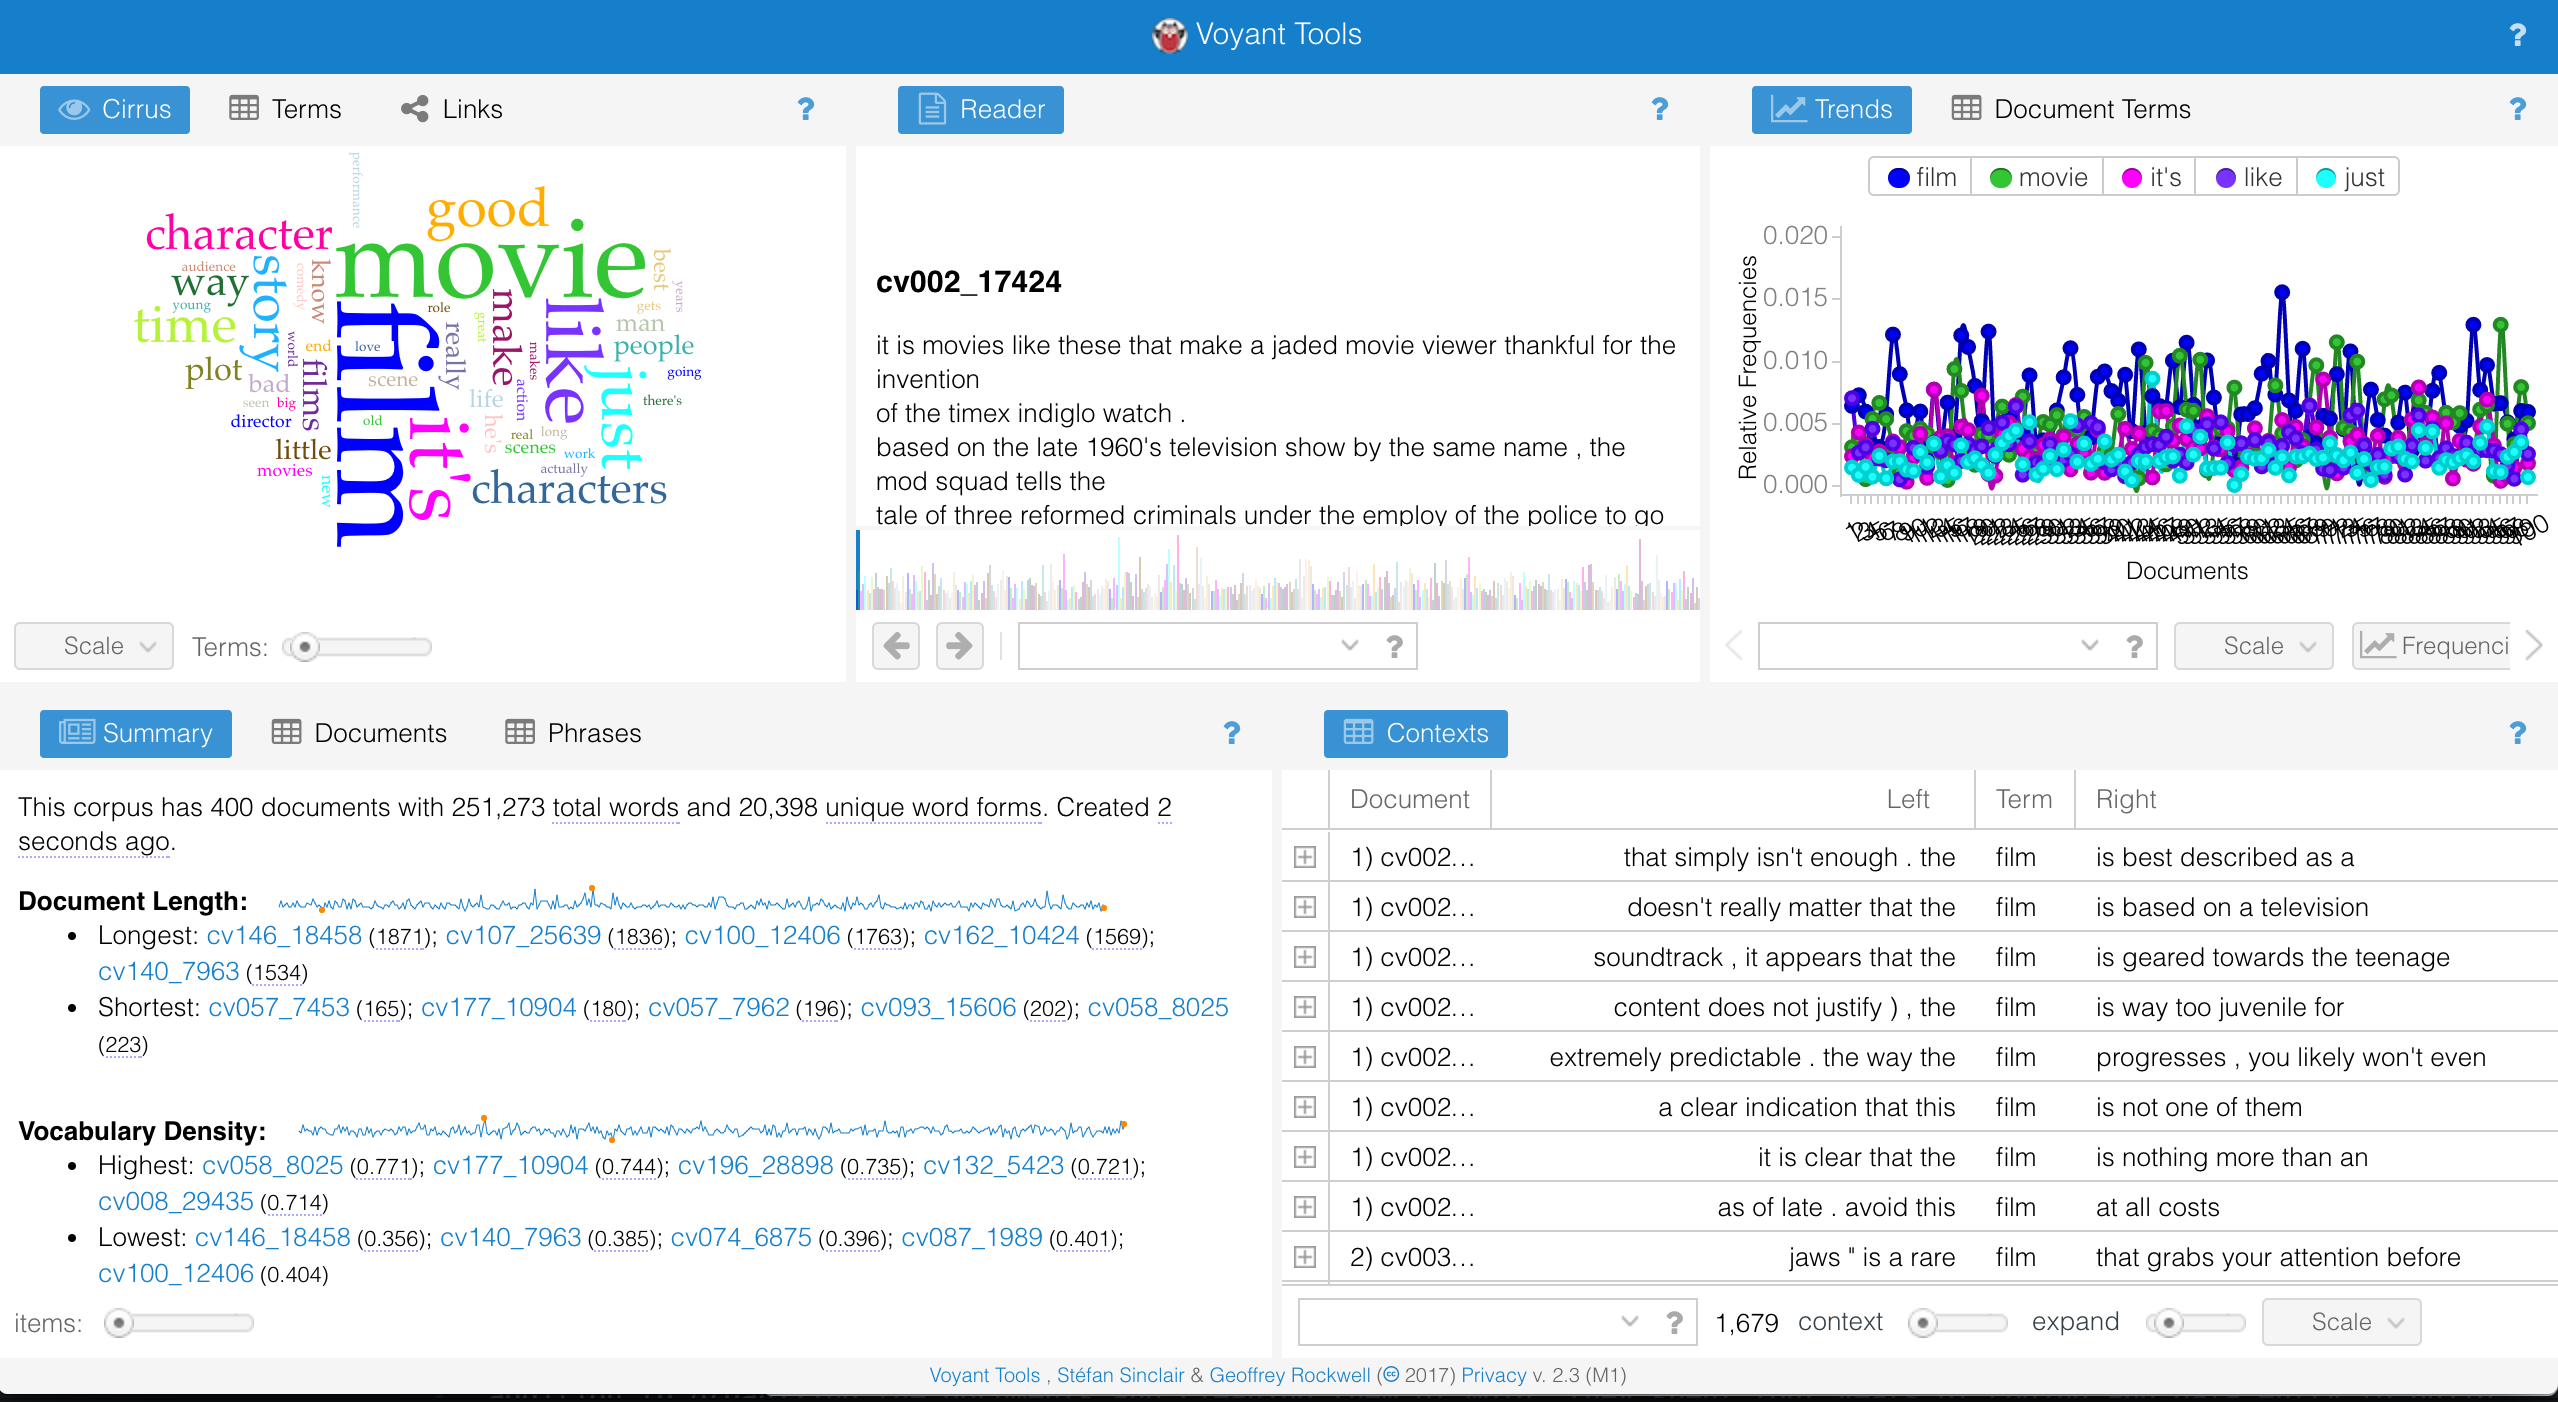 Voyant Tools
?
Cirrus
Terms
Links
?
performance
good
character
movie
audience
way
young
time
story
comedy
know
best
years
role
gets
man
people
great
make
like
really
makes
world
end
love
film
plot
bad
films
scene
going
seen
big
life
action
just
there's
director
old
it's
he's
real
long
little
scenes
work
movies
new
actually
characters
Scale
Terms:
Reader
?
cv002_17424
it is movies like these that make a jaded movie viewer thankful for the
invention
of the timex indiglo watch .
based on the late 1960's television show by the same name , the
mod squad tells the
tale of three reformed criminals under the employ of the police to go
?
Trends
Document Terms
?
film
movie
it's
like
just
Relative Frequencies
0.020
0.015
0.010
0.005
0.000
Documents
?
Scale
Frequenci
Summary
Documents
Phrases
?
This corpus has 400 documents with 251,273 total words and 20,398 unique word forms. Created 2
seconds ago.
Document Length:
• Longest: cv146_18458 (1871); cv107_25639 (1836); cv100_12406 (1763); cv162_10424 (1569);
cv140_7963 (1534)
• Shortest: cv057_7453 (165); cv177_10904 (180); cv057_7962 (196); cv093_15606 (202); cv058_8025
(223)
Vocabulary Density:
• Highest: cv058_8025 (0.771); cv177_10904 (0.744); cv196_28898 (0.735); cv132_5423 (0.721);
cv008_29435 (0.714)
• Lowest: cv146_18458 (0.356); cv140_7963 (0.385); cv074_6875 (0.396); cv087_1989 (0.401);
cv100_12406 (0.404)
items:
Contexts
?
Document Left Term Right
1) cv002... that simply isn't enough . the film is best described as a
1) cv002... doesn't really matter that the film is based on a television
1) cv002... soundtrack , it appears that the film is geared towards the teenage
1) cv002... content does not justify ) , the film is way too juvenile for
1) cv002... extremely predictable . the way the film progresses , you likely won't even
1) cv002... a clear indication that this film is not one of them
1) cv002... it is clear that the film is nothing more than an
1) cv002... as of late . avoid this film at all costs
2) cv003... jaws " is a rare film that grabs your attention before
? 1,679 context expand Scale
Voyant Tools , Stéfan Sinclair & Geoffrey Rockwell (cc 2017) Privacy v. 2.3 (M1)